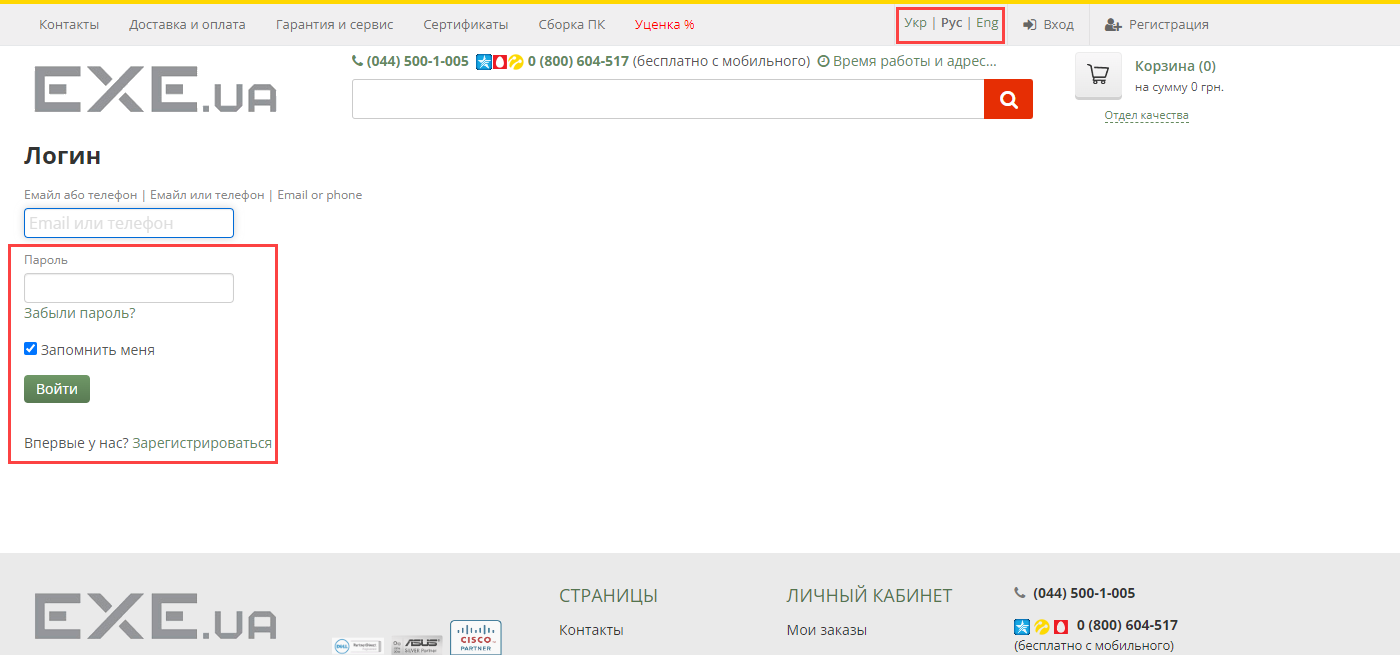 Контакты Доставка и оплата Гарантия и сервис Сертификаты Сборка ПК Уценка % Укр | Рус | Eng Вход Регистрация
EXE.UA
(044) 500-1-005 0 (800) 604-517 (бесплатно с мобильного) Время работы и адрес...
Корзина (0)
на сумму 0 грн.
Отдел качества
Логин
Емайл або телефон | Емайл или телефон | Email or phone
Email или телефон
Пароль
Забыли пароль?
Запомнить меня
Войти
Впервые у нас? Зарегистрироваться
EXE.UA
DELL
ASUS
CISCO
PARTNER
СТРАНИЦЫ
Контакты
ЛИЧНЫЙ КАБИНЕТ
Мои заказы
(044) 500-1-005
0 (800) 604-517
(бесплатно с мобильного)